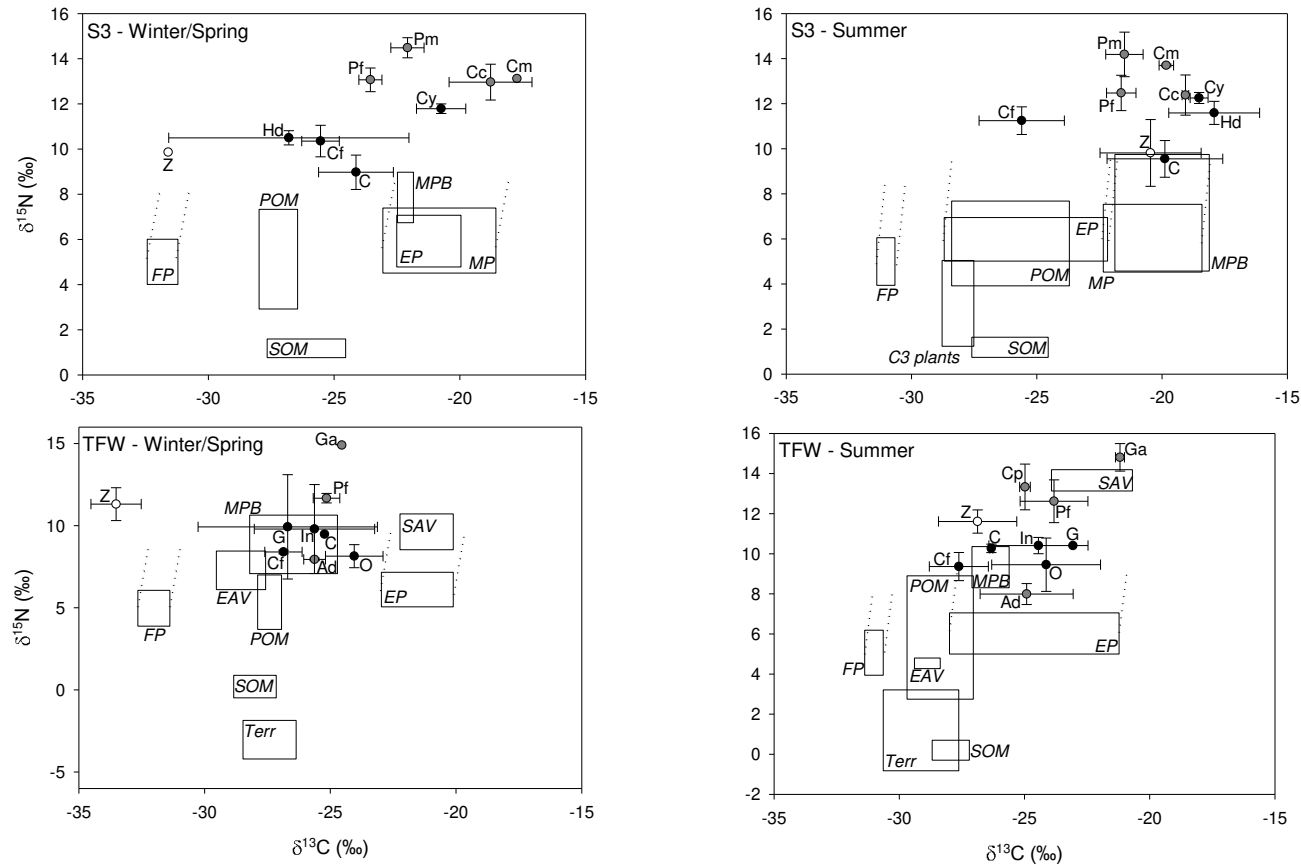 S3 - Winter/Spring
16
14
12
10
8
6
4
2
0
δ15N (‰)
-35
-30
-25
-20
-15
Pm
Pf
Cc
Cm
Cy
Hd
Cf
Z
C
MPB
POM
FP
EP
MP
SOM
S3 - Summer
16
14
12
10
8
6
4
2
0
-35
-30
-25
-20
-15
Pm
Cm
Pf
Cc
Cy
Cf
Hd
Z
C
EP
POM
MP
MPB
FP
C3 plants
SOM
TFW - Winter/Spring
15
10
5
0
-5
δ15N (‰)
-35
-30
-25
-20
-15
δ13C (‰)
Ga
Z
Pf
MPB
SAV
G
In
C
Cf
Ad
O
EAV
EP
FP
POM
SOM
Terr
TFW - Summer
16
14
12
10
8
6
4
2
0
-2
-35
-30
-25
-20
-15
δ13C (‰)
Ga
Cp
SAV
Pf
Z
C
In
G
Cf
O
POM
MPB
Ad
EP
FP
EAV
Terr
SOM